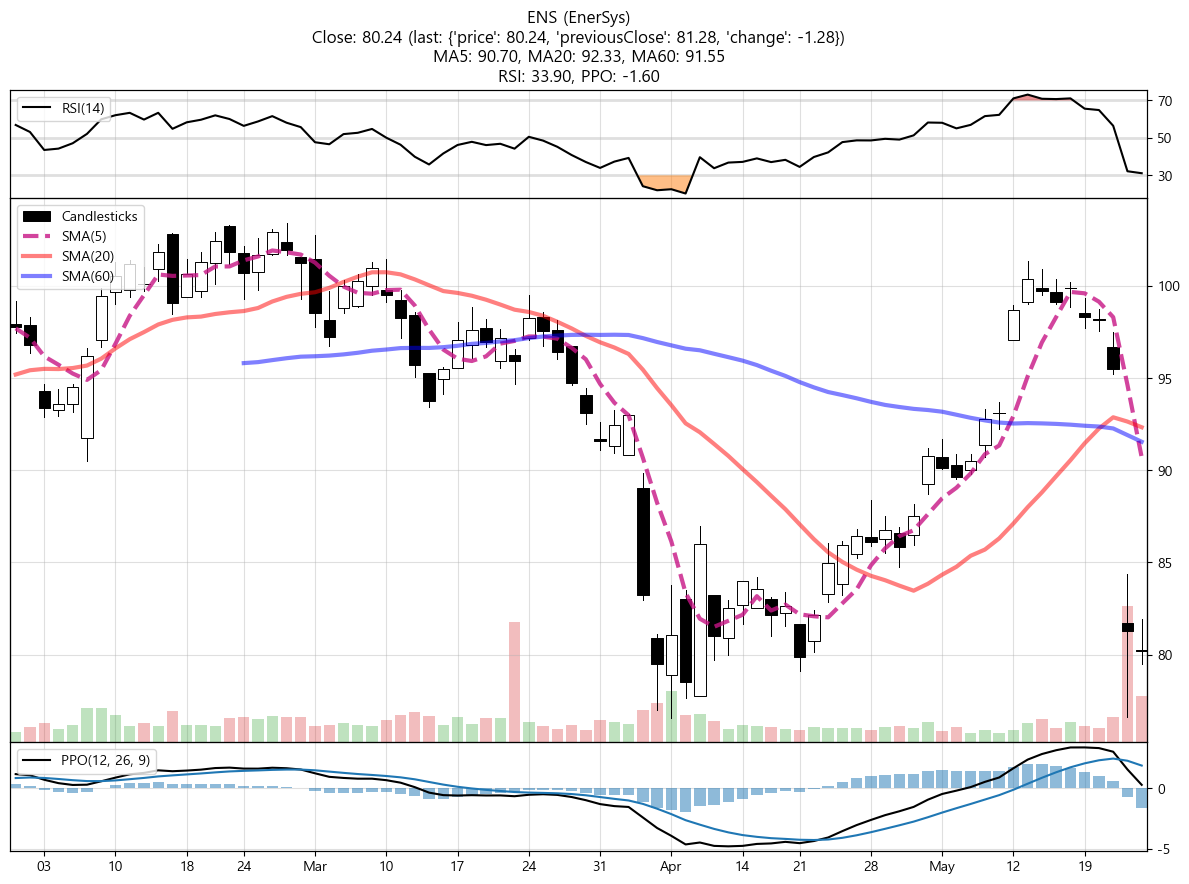 ENS (EnerSys)
Close: 80.24 (last: {'price': 80.24, 'previousClose': 81.28, 'change': -1.28})
MA5: 90.70, MA20: 92.33, MA60: 91.55
RSI: 33.90, PPO: -1.60
RSI(14)
70
50
30
Candlesticks
SMA(5)
SMA(20)
SMA(60)
100
95
90
85
80
PPO(12, 26, 9)
0
-5
03 10 18 24 Mar 10 17 24 31 Apr 14 21 28 May 12 19